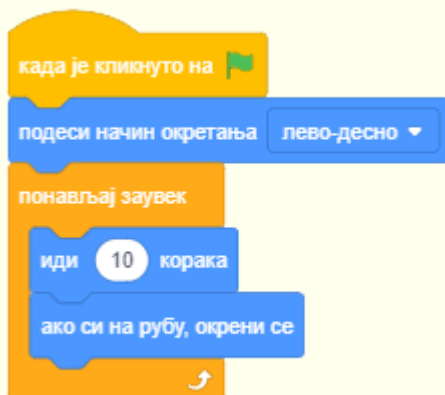 када је кликнуто на
подеси начин окретања лево-десно
понављај заувек
иди 10 корака
ако си на рубу, окрени се